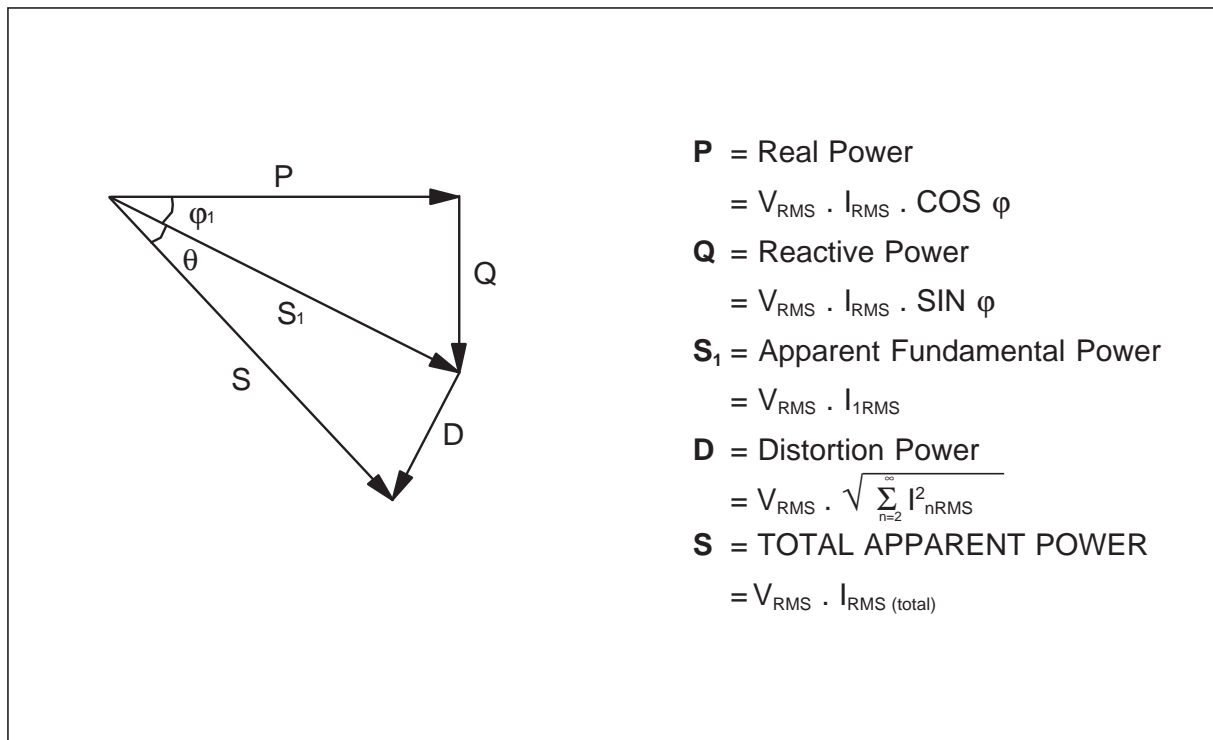 P
φ1
θ
Q
S1
S
D
P = Real Power
= VRMS . IRMS . COS φ
Q = Reactive Power
= VRMS . IRMS . SIN φ
S1 = Apparent Fundamental Power
= VRMS . I1RMS
D = Distortion Power
= VRMS . √ ∞ Σ n=2 I2nRMS
S = TOTAL APPARENT POWER
= VRMS . IRMS (total)